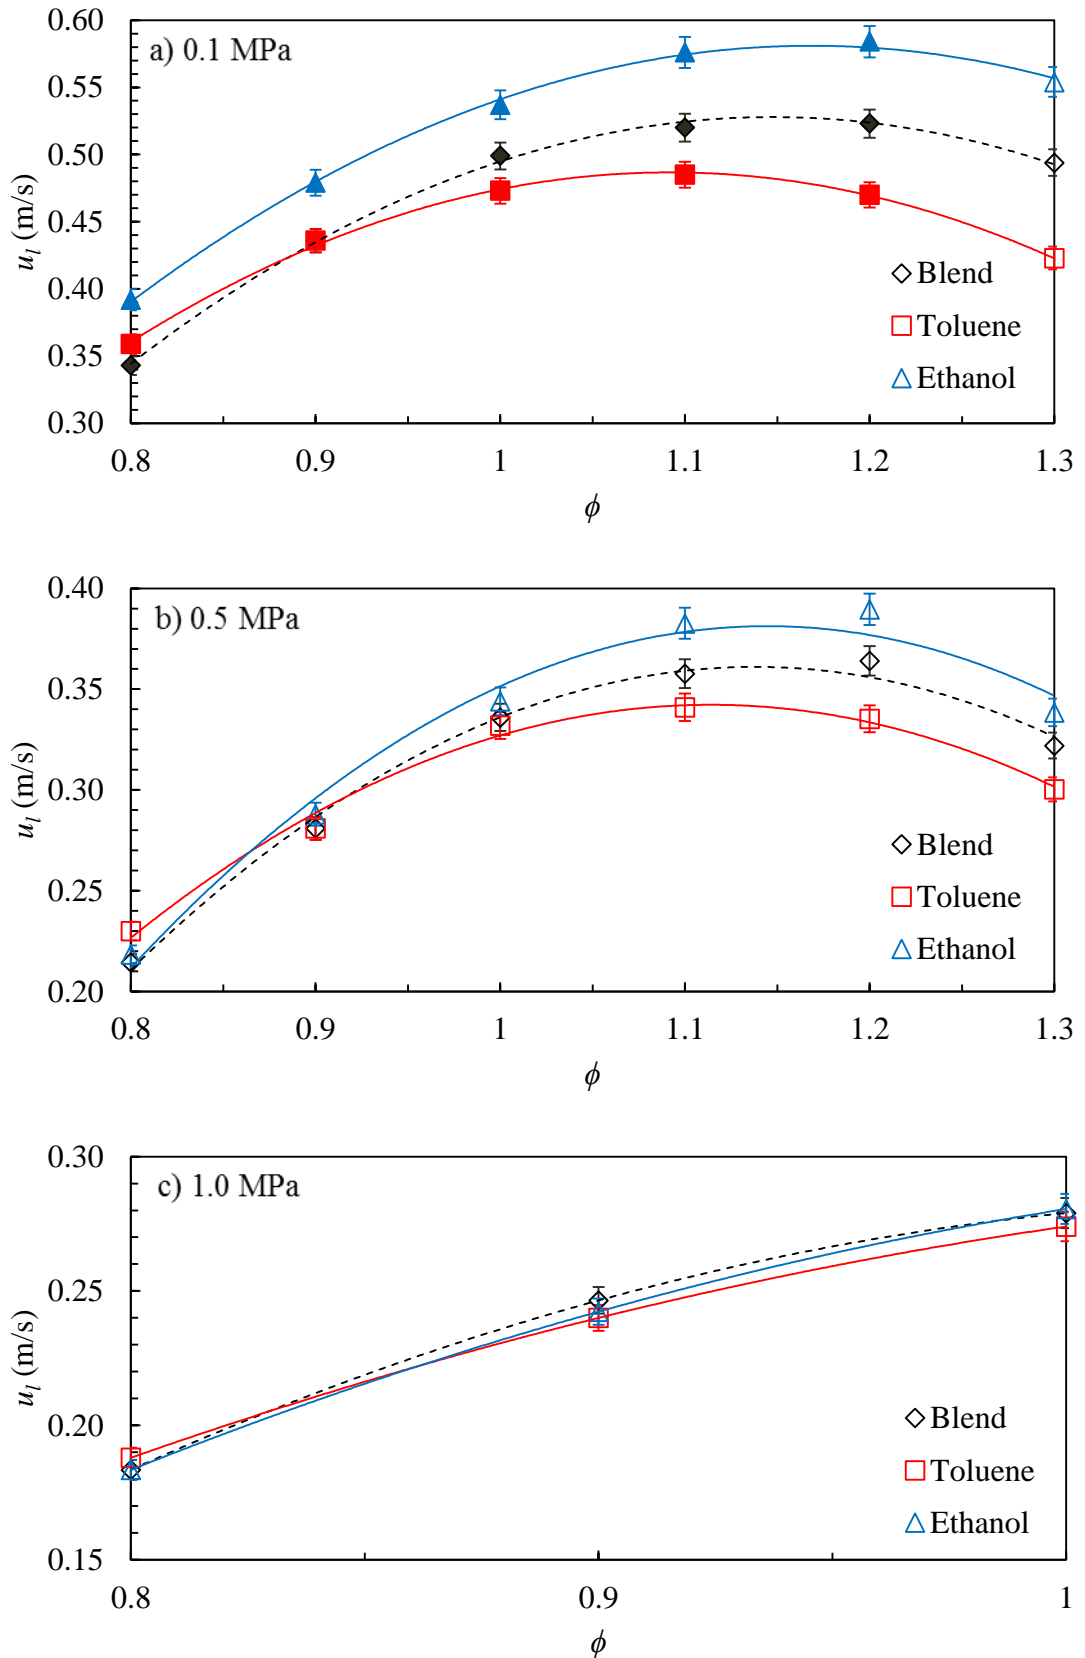 a) 0.1 MPa
0.60
0.55
0.50
0.45
0.40
0.35
0.30
u_l (m/s)
Blend
Toluene
Ethanol
0.8 0.9 1 1.1 1.2 1.3
ϕ
b) 0.5 MPa
0.40
0.35
0.30
0.25
0.20
u_l (m/s)
Blend
Toluene
Ethanol
0.8 0.9 1 1.1 1.2 1.3
ϕ
c) 1.0 MPa
0.30
0.25
0.20
0.15
u_l (m/s)
Blend
Toluene
Ethanol
0.8 0.9 1
ϕ